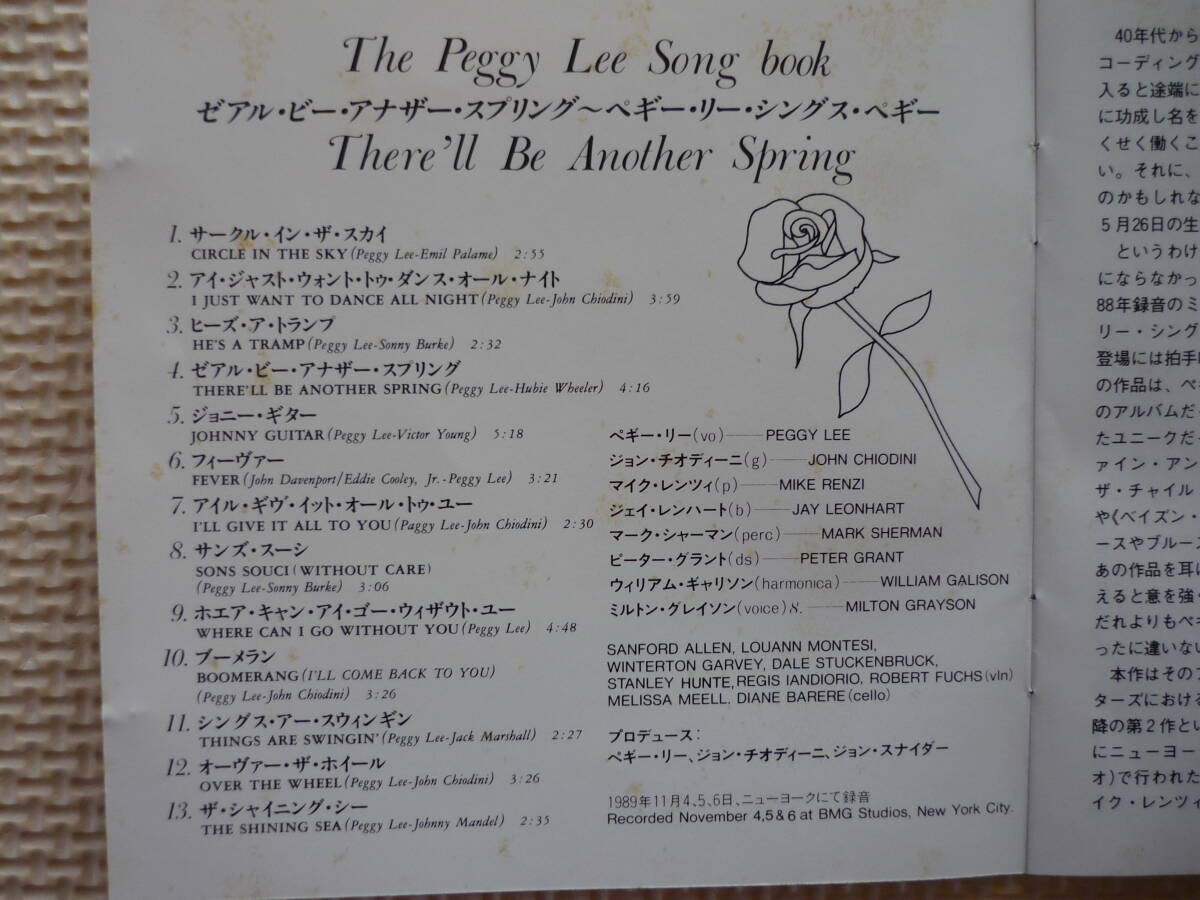 The Peggy Lee Song book
ゼアル・ビー・アナザー・スプリング〜ペギー・リー・シングス・ペギー
There'll Be Another Spring
1. サークル・イン・ザ・スカイ
CIRCLE IN THE SKY (Peggy Lee-Emil Palame) 2:55
2. アイ・ジャスト・ウォント・トゥ・ダンス・オール・ナイト
I JUST WANT TO DANCE ALL NIGHT (Peggy Lee-John Chiodini) 3:59
3. ヒーズ・ア・トランプ
HE'S A TRAMP (Peggy Lee-Sonny Burke) 2:32
4. ゼアル・ビー・アナザー・スプリング
THERE'LL BE ANOTHER SPRING (Peggy Lee-Hubie Wheeler) 4:16
5. ジョニー・ギター
JOHNNY GUITAR (Peggy Lee-Victor Young) 5:18
6. フィーヴァー
FEVER (John Davenport/Eddie Cooley, Jr.-Peggy Lee) 3:21
7. アイル・ギヴ・イット・オール・トゥ・ユー
I'LL GIVE IT ALL TO YOU (Paggy Lee-John Chiodini) 2:30
8. サンズ・スーシ
SONS SOUCI (WITHOUT CARE)
(Peggy Lee-Sonny Burke) 3:06
9. ホエア・キャン・アイ・ゴー・ウィザウト・ユー
WHERE CAN I GO WITHOUT YOU (Peggy Lee) 4:48
10. ブーメラン
BOOMERANG (I'LL COME BACK TO YOU)
(Peggy Lee-John Chiodini) 3:26
11. シングス・アー・スウィンギン
THINGS ARE SWINGIN' (Peggy Lee-Jack Marshall) 2:27
12. オーヴァー・ザ・ホイール
OVER THE WHEEL (Peggy Lee-John Chiodini) 3:26
13. ザ・シャイニング・シー
THE SHINING SEA (Peggy Lee-Johnny Mandel) 2:35
ペギー・リー(vo)——PEGGY LEE
ジョン・チオディーニ(g)——JOHN CHIODINI
マイク・レンツィ(p)——MIKE RENZI
ジェイ・レンハート(b)——JAY LEONHART
マーク・シャーマン(perc)——MARK SHERMAN
ピーター・グラント(ds)——PETER GRANT
ウィリアム・ギャリソン(harmonica)——WILLIAM GALISON
ミルトン・グレイソン(voice) 8.——MILTON GRAYSON
SANFORD ALLEN, LOUANN MONTESI,
WINTERTON GARVEY, DALE STUCKENBRUCK,
STANLEY HUNTE, REGIS IANDIORIO, ROBERT FUCHS (vln)
MELISSA MEELL, DIANE BARERE (cello)
プロデュース:
ペギー・リー、ジョン・チオディーニ、ジョン・スナイダー
1989年11月4、5、6日、ニューヨークにて録音
Recorded November 4,5&6 at BMG Studios, New York City.
40年代から
コーディング
入ると途端に
に功成し名を
くせく働くこ
い。それに、
のかもしれな
5月26日の生
というわけ
にならなかっ
88年録音のミ
リー・シング
登場には拍手
の作品は、ペ
のアルバムだ
たユニークだ
ァイン・アン
ザ・チャイル
や《ベイズン・
ースやブルー
あの作品を耳に
えると意を強く
だれよりもペギ
ったに違いない
本作はその
ターズにおける
降の第2作とい
にニューヨー
オ)で行われた
イク・レンツィ